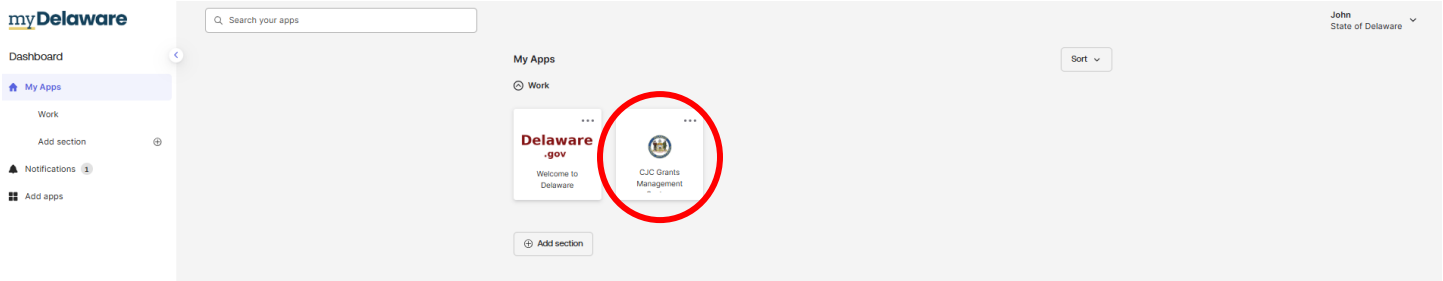 myDelaware
Search your apps
John
State of Delaware
Dashboard
My Apps
Work
Add section
Notifications 1
Add apps
My Apps
Sort
Work
Delaware
.gov
Welcome to
Delaware
CJC Grants
Management
Add section